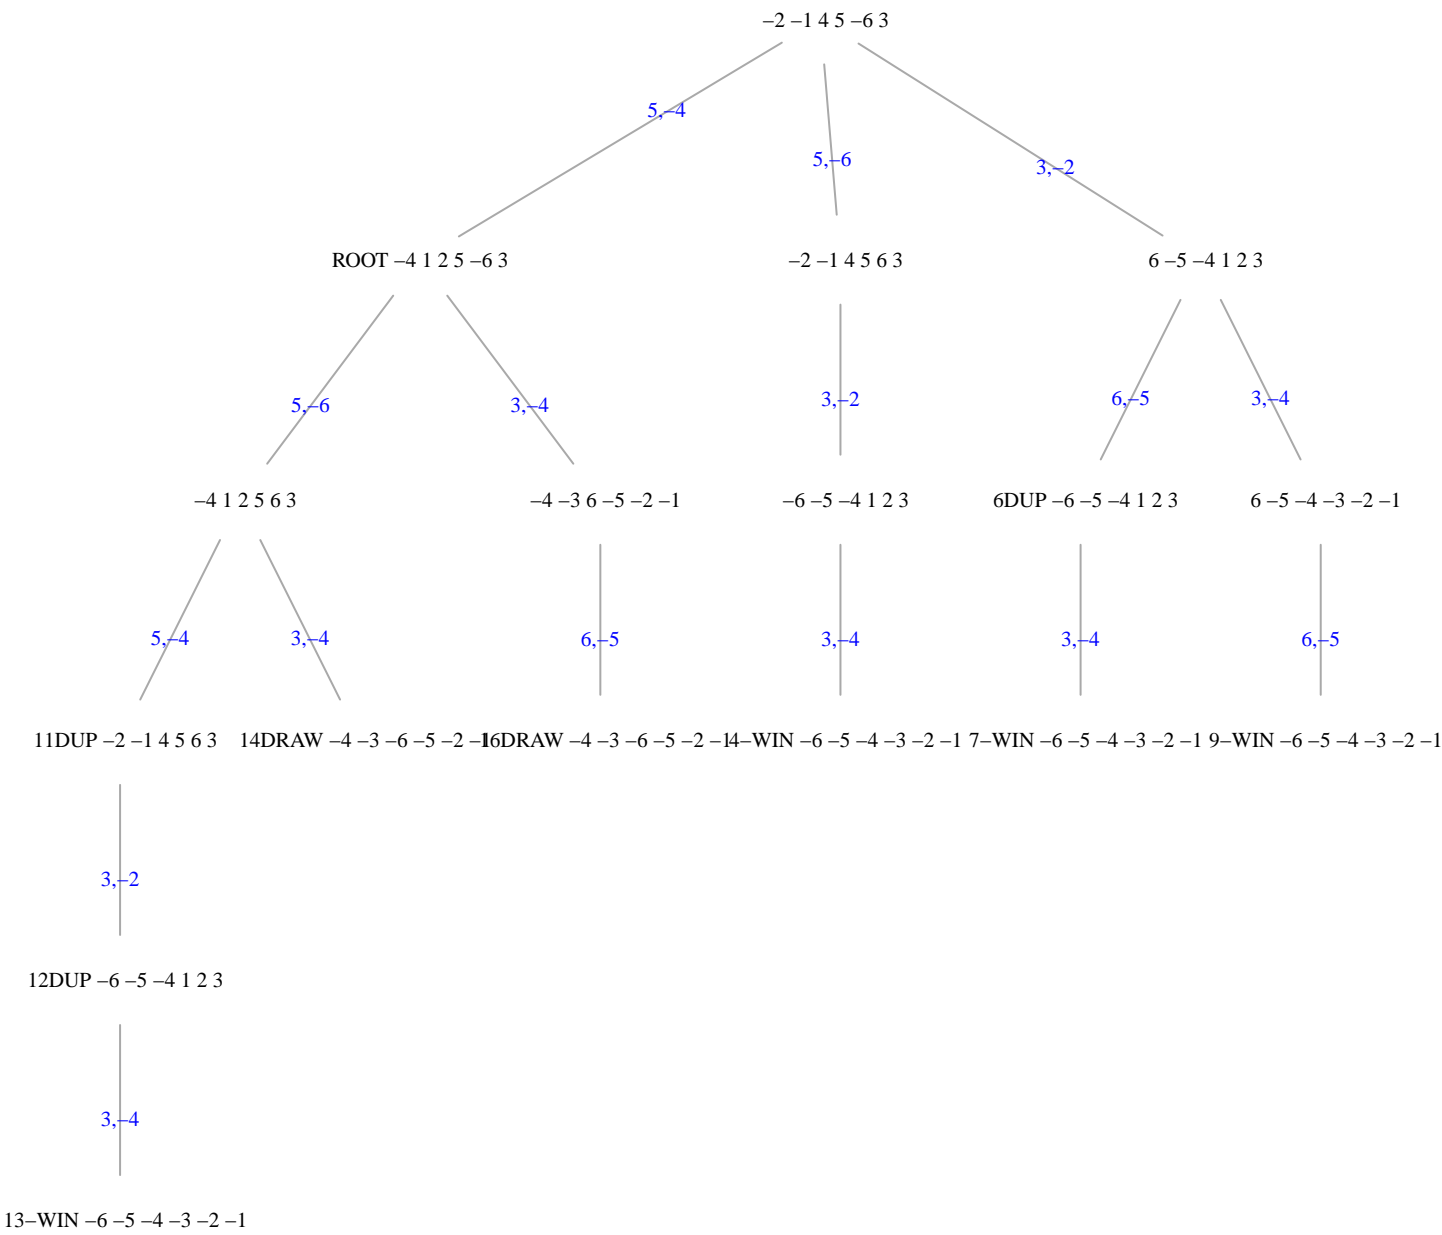 –2 –1 4 5 –6 3
5,–4
5,–6
3,–2
ROOT –4 1 2 5 –6 3
–2 –1 4 5 6 3
6 –5 –4 1 2 3
5,–6
3,–4
3,–2
6,–5
3,–4
–4 1 2 5 6 3
–4 –3 6 –5 –2 –1
–6 –5 –4 1 2 3
6DUP –6 –5 –4 1 2 3
6 –5 –4 –3 –2 –1
5,–4
3,–4
6,–5
3,–4
3,–4
6,–5
11DUP –2 –1 4 5 6 3
14DRAW –4 –3 –6 –5 –2 –1
16DRAW –4 –3 –6 –5 –2 –1
4–WIN –6 –5 –4 –3 –2 –1
7–WIN –6 –5 –4 –3 –2 –1
9–WIN –6 –5 –4 –3 –2 –1
3,–2
12DUP –6 –5 –4 1 2 3
3,–4
13–WIN –6 –5 –4 –3 –2 –1